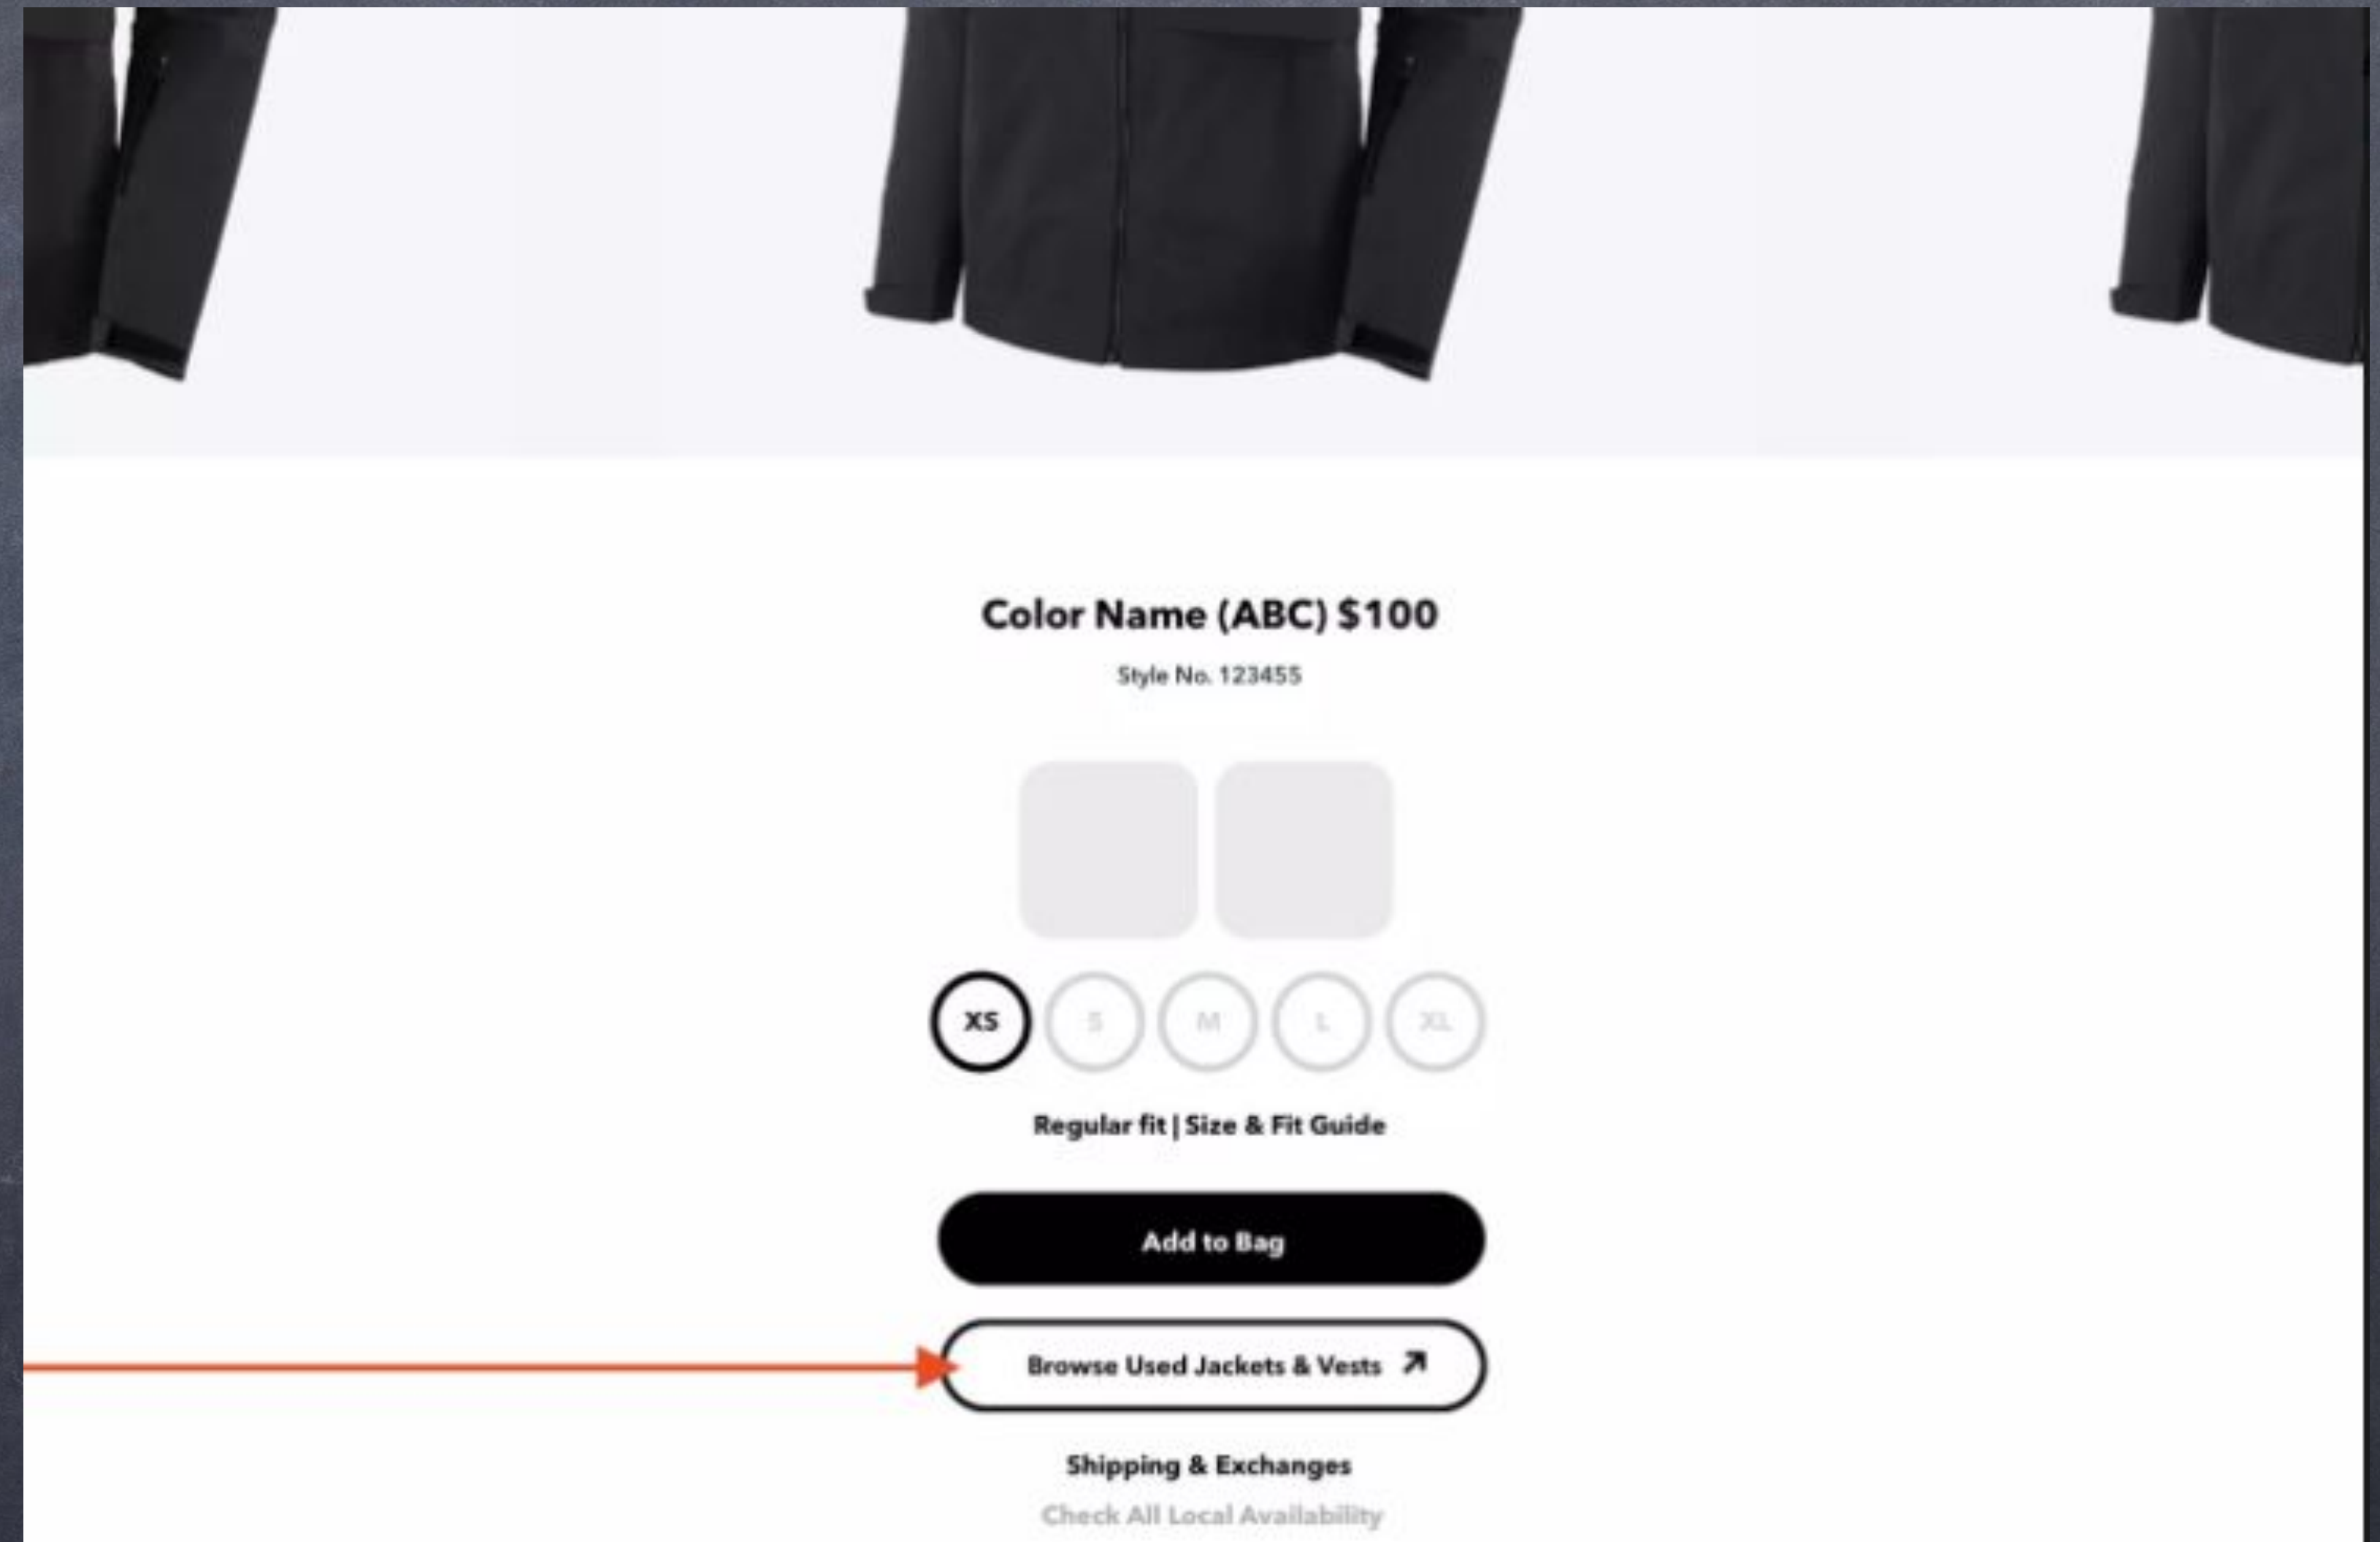 Color Name (ABC) $100
Style No. 123455
XS S M L XL
Regular fit | Size & Fit Guide
Add to Bag
Browse Used Jackets & Vests
Shipping & Exchanges
Check All Local Availability